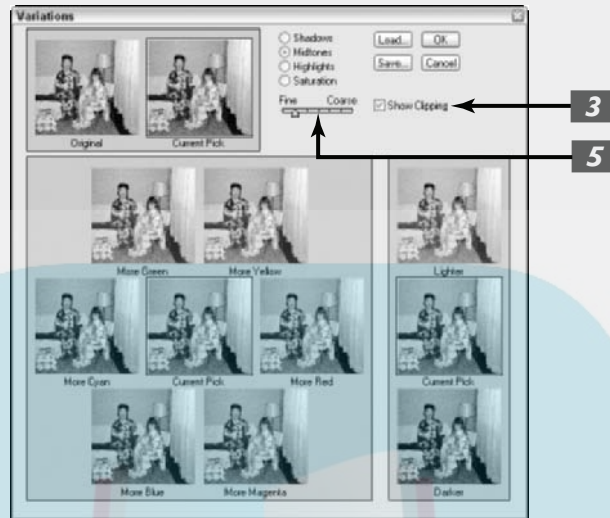 Variations
Original
Current Pick
Shadows
Midtones
Highlights
Saturation
Fine
Coarse
Load...
OK
Save...
Cancel
Show Clipping
3
5
More Green
More Yellow
Lighter
More Cyan
Current Pick
More Red
Current Pick
More Blue
More Magenta
Darker